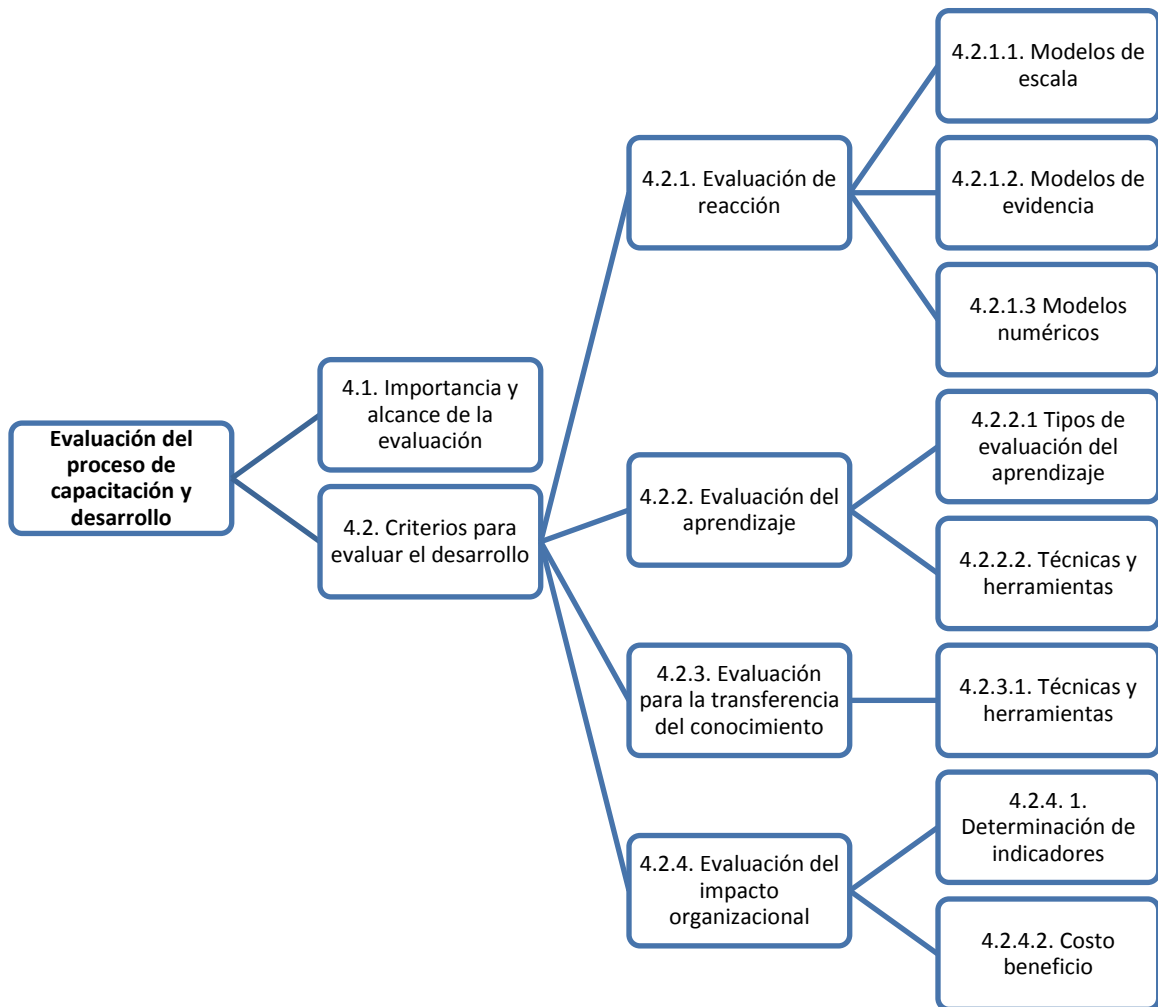 Evaluación del
proceso de
capacitación y
desarrollo
4.1. Importancia y
alcance de la
evaluación
4.2. Criterios para
evaluar el desarrollo
4.2.1. Evaluación de
reacción
4.2.1.1. Modelos de
escala
4.2.1.2. Modelos de
evidencia
4.2.1.3 Modelos
numéricos
4.2.2. Evaluación del
aprendizaje
4.2.2.1 Tipos de
evaluación del
aprendizaje
4.2.2.2. Técnicas y
herramientas
4.2.3. Evaluación
para la transferencia
del conocimiento
4.2.3.1. Técnicas y
herramientas
4.2.4. Evaluación del
impacto
organizacional
4.2.4. 1.
Determinación de
indicadores
4.2.4.2. Costo
beneficio